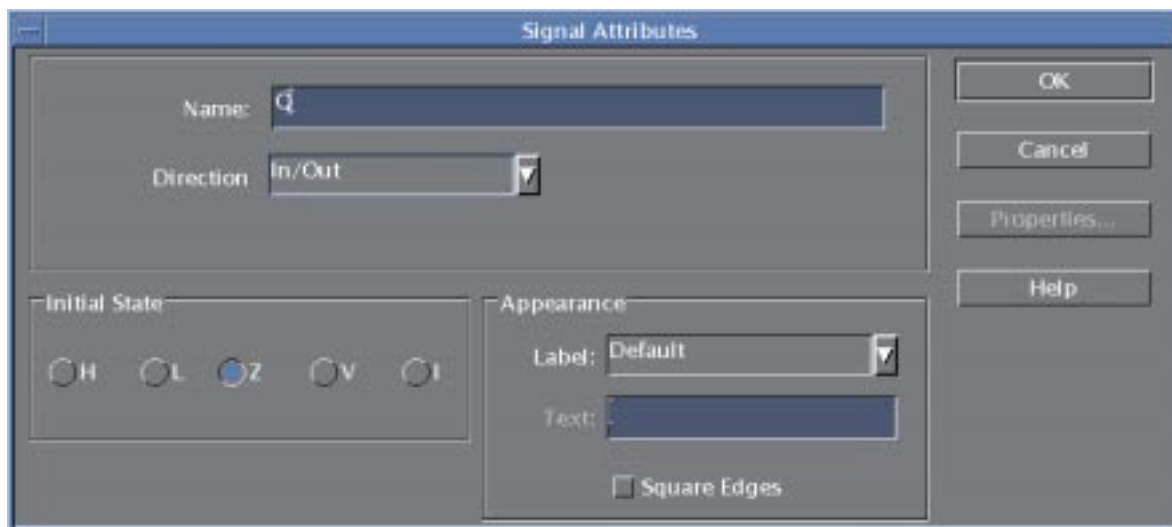 Signal Attributes
Name: Q
Direction In/Out
OK
Cancel
Properties...
Help
Initial State
H L Z V I
Appearance
Label: Default
Text:
Square Edges